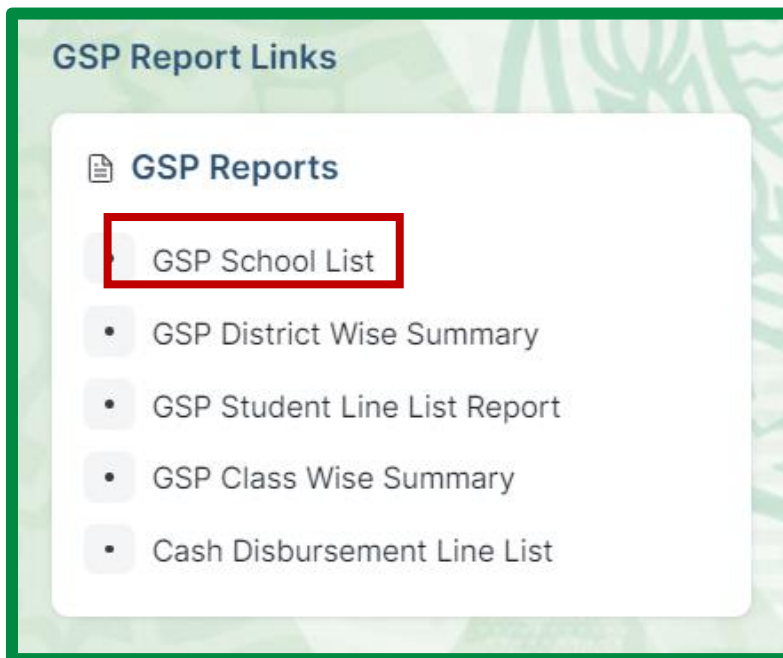 GSP Report Links
GSP Reports
GSP School List
GSP District Wise Summary
GSP Student Line List Report
GSP Class Wise Summary
Cash Disbursement Line List